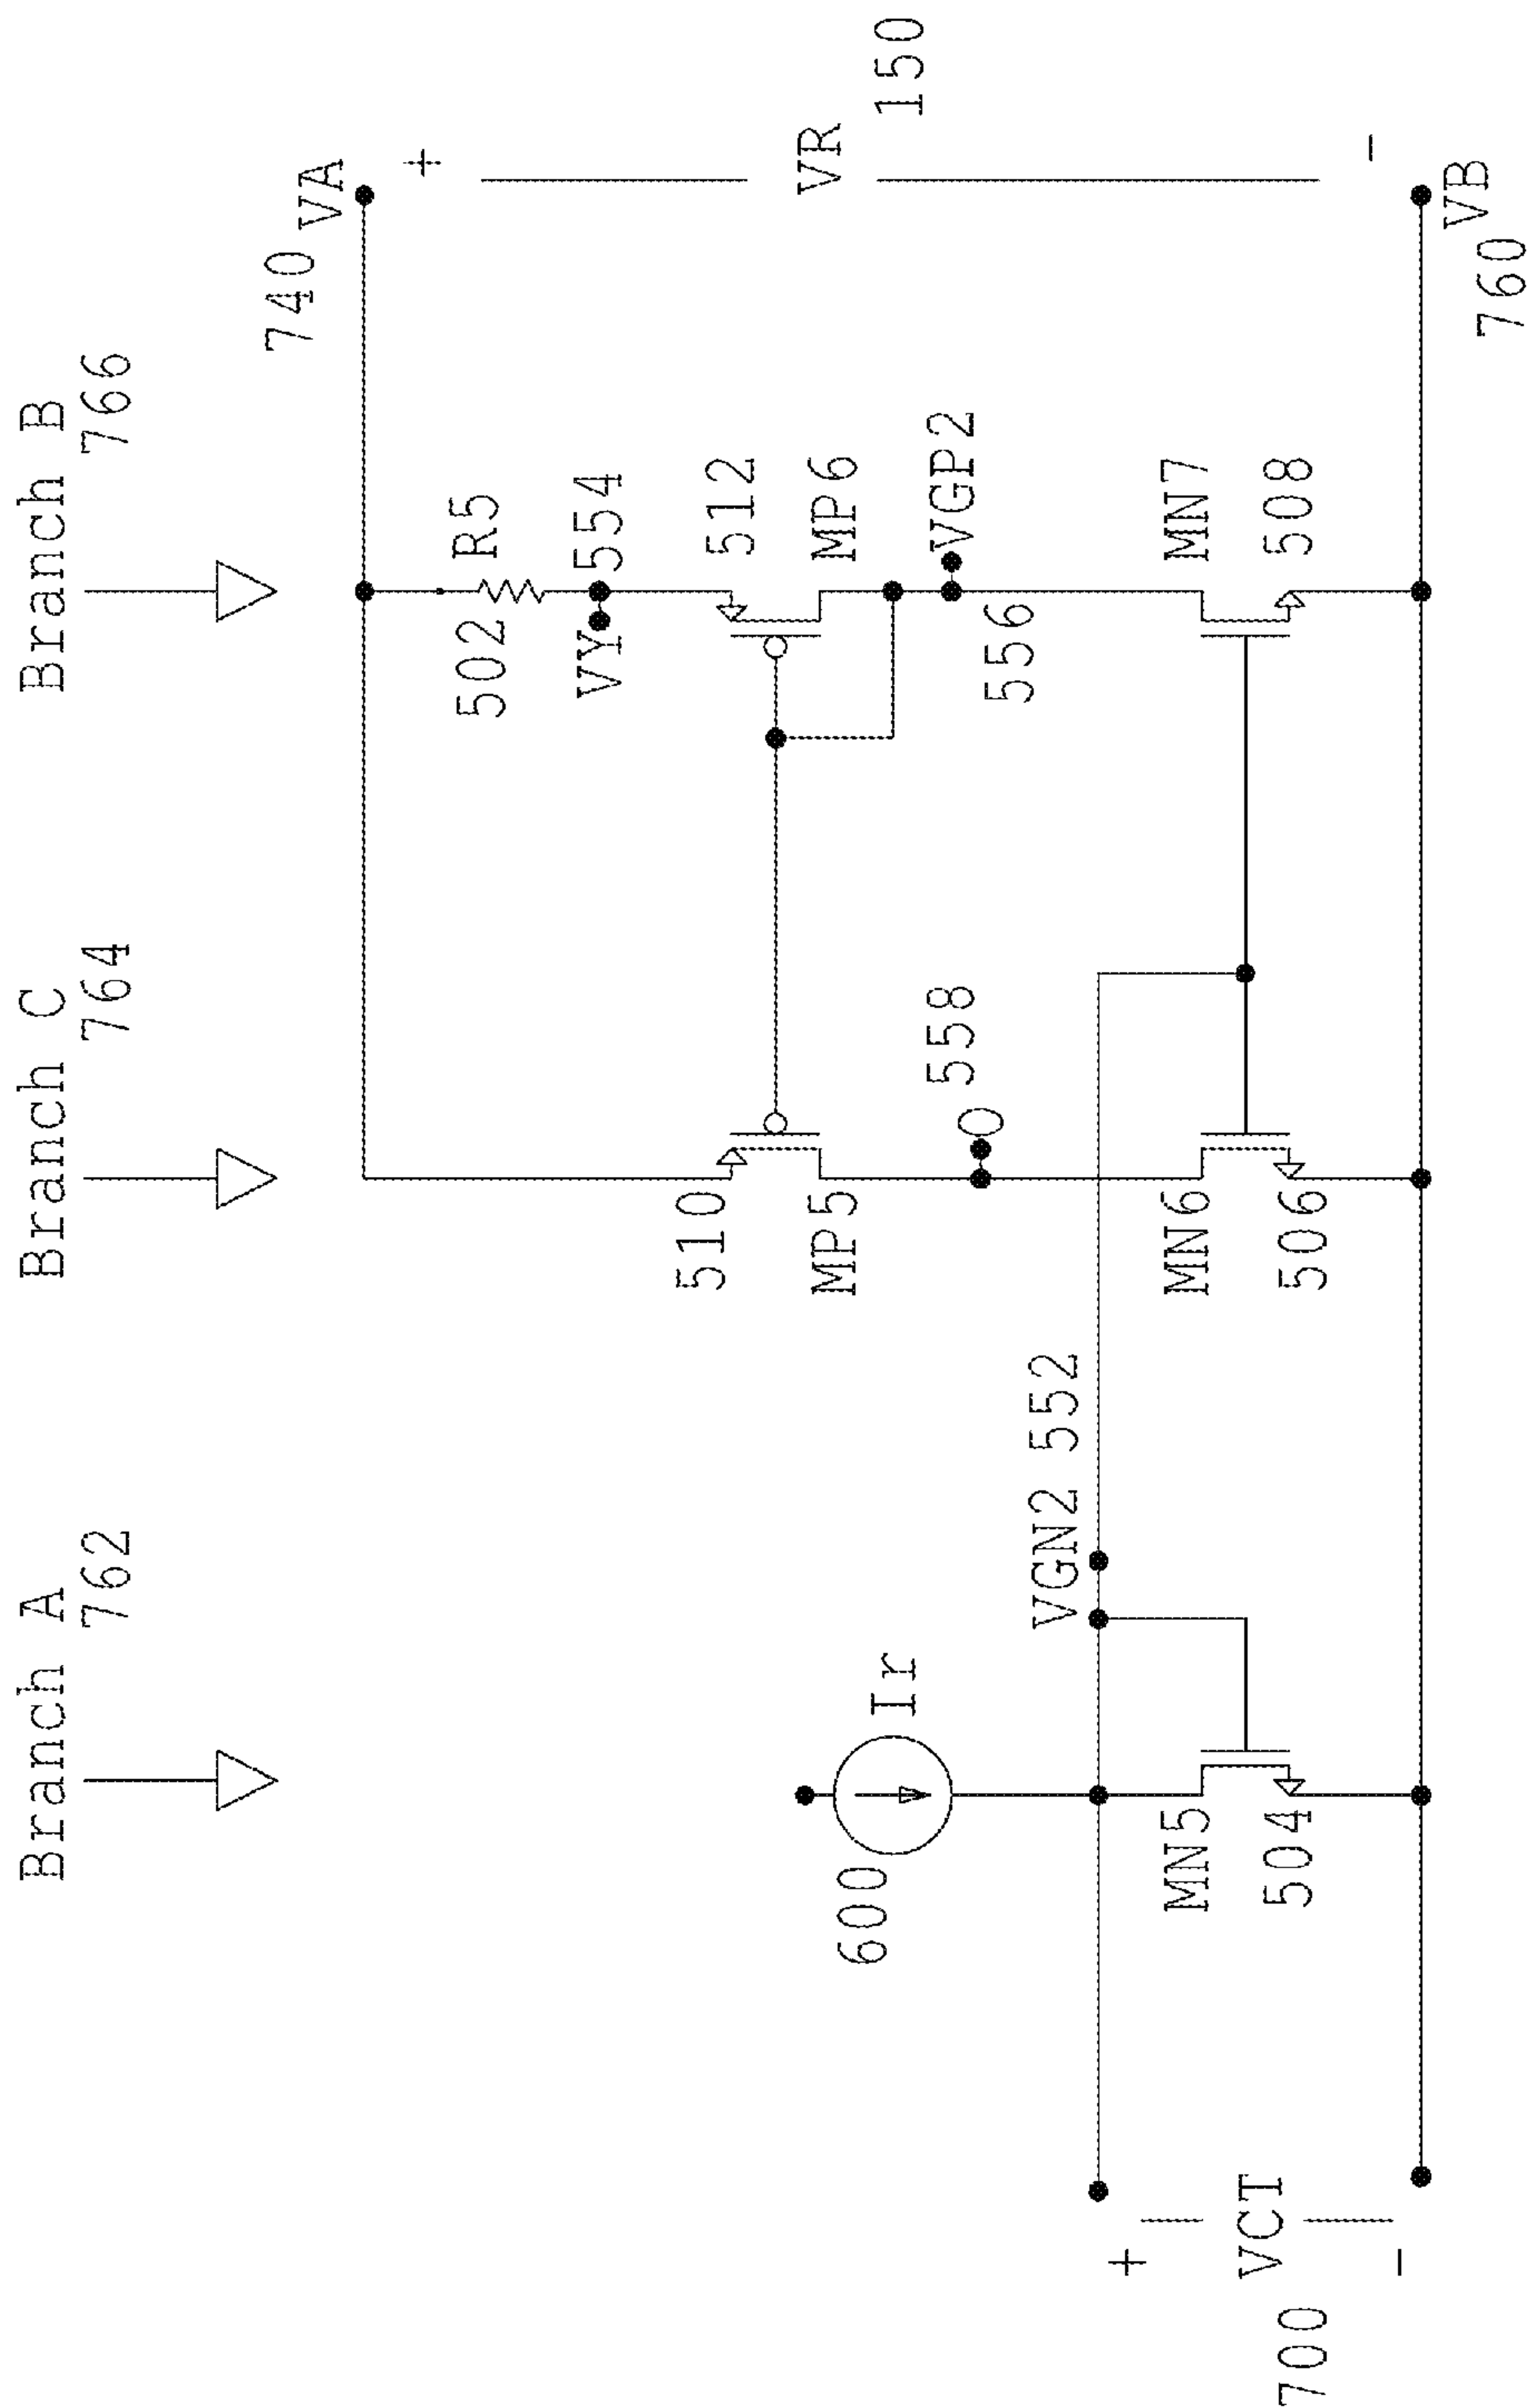 Branch A
762
Branch C
764
Branch B
766
740
VA
+
VR
150
-
VB
760
502
R5
VY
554
512
MP6
VGP2
556
MN7
508
510
MP5
O
558
MN6
506
VGN2 552
600
Ir
MN5
504
+
VCT
-
700